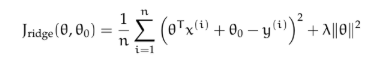 J_ridge(θ, θ_0) = \frac{1}{n} \sum_{i=1}^{n} (θ^T x^{(i)} + θ_0 − y^{(i)})^2 + λ‖θ‖^2